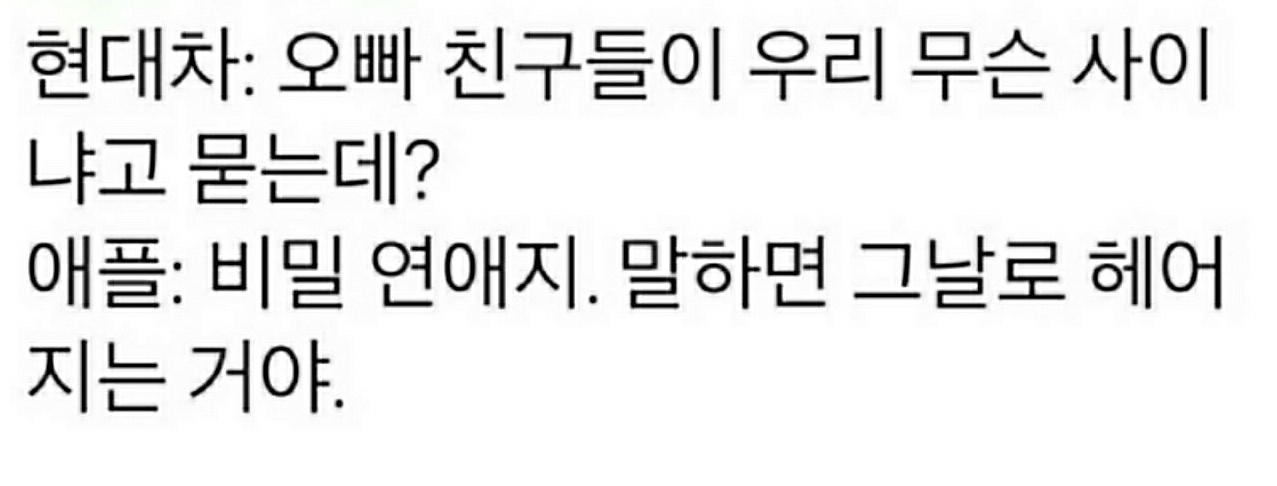 현대차: 오빠 친구들이 우리 무슨 사이
냐고 묻는데?
애플: 비밀 연애지. 말하면 그날로 헤어
지는 거야.